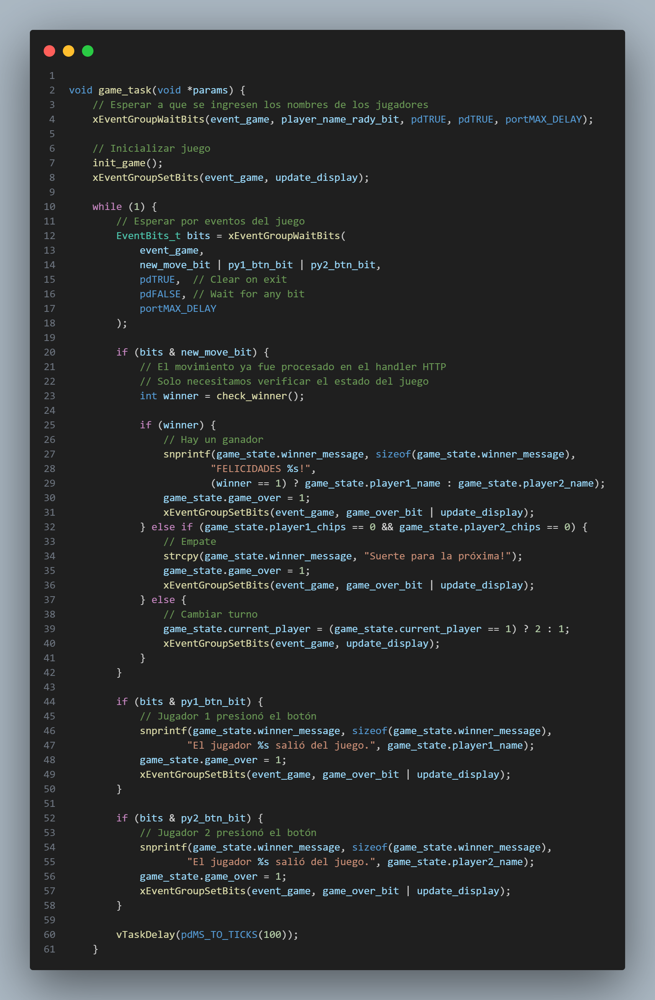 1
2 void game_task(void *params) {
3     // Esperar a que se ingresen los nombres de los jugadores
4     xEventGroupWaitBits(event_game, player_name_rady_bit, pdTRUE, pdTRUE, portMAX_DELAY);
5
6     // Inicializar juego
7     init_game();
8     xEventGroupSetBits(event_game, update_display);
9
10     while (1) {
11         // Esperar por eventos del juego
12         EventBits_t bits = xEventGroupWaitBits(
13             event_game,
14             new_move_bit | py1_btn_bit | py2_btn_bit,
15             pdTRUE,  // Clear on exit
16             pdFALSE, // Wait for any bit
17             portMAX_DELAY
18         );
19
20         if (bits & new_move_bit) {
21             // El movimiento ya fue procesado en el handler HTTP
22             // Solo necesitamos verificar el estado del juego
23             int winner = check_winner();
24
25             if (winner) {
26                 // Hay un ganador
27                 snprintf(game_state.winner_message, sizeof(game_state.winner_message),
28                         "FELICIDADES %s!",
29                         (winner == 1) ? game_state.player1_name : game_state.player2_name);
30                 game_state.game_over = 1;
31                 xEventGroupSetBits(event_game, game_over_bit | update_display);
32             } else if (game_state.player1_chips == 0 && game_state.player2_chips == 0) {
33                 // Empate
34                 strcpy(game_state.winner_message, "Suerte para la próxima!");
35                 game_state.game_over = 1;
36                 xEventGroupSetBits(event_game, game_over_bit | update_display);
37             } else {
38                 // Cambiar turno
39                 game_state.current_player = (game_state.current_player == 1) ? 2 : 1;
40                 xEventGroupSetBits(event_game, update_display);
41             }
42         }
43
44         if (bits & py1_btn_bit) {
45             // Jugador 1 presionó el botón
46             snprintf(game_state.winner_message, sizeof(game_state.winner_message),
47                     "El jugador %s salió del juego.", game_state.player1_name);
48             game_state.game_over = 1;
49             xEventGroupSetBits(event_game, game_over_bit | update_display);
50         }
51
52         if (bits & py2_btn_bit) {
53             // Jugador 2 presionó el botón
54             snprintf(game_state.winner_message, sizeof(game_state.winner_message),
55                     "El jugador %s salió del juego.", game_state.player2_name);
56             game_state.game_over = 1;
57             xEventGroupSetBits(event_game, game_over_bit | update_display);
58         }
59
60         vTaskDelay(pdMS_TO_TICKS(100));
61     }